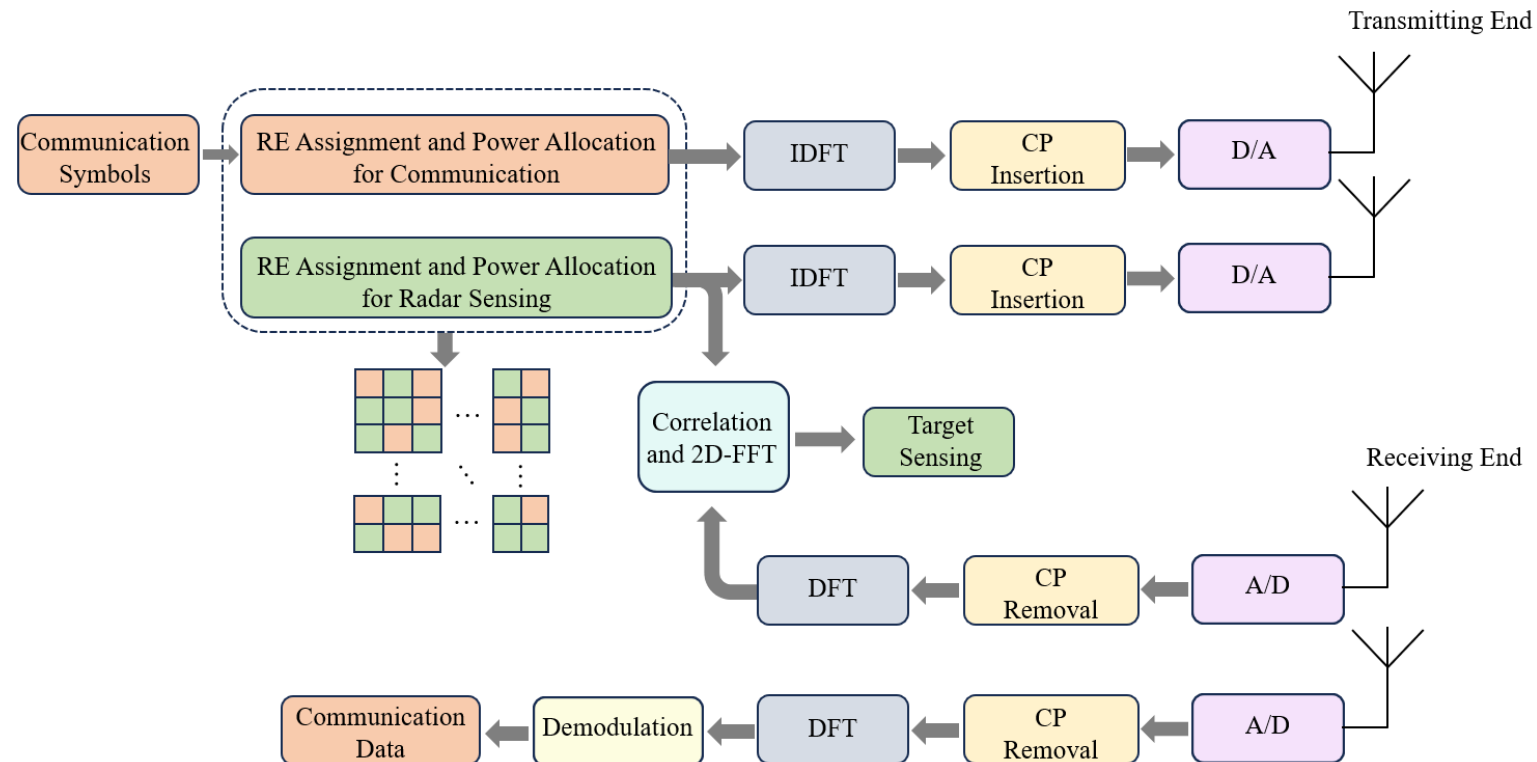 Transmitting End
Communication
Symbols
RE Assignment and Power Allocation
for Communication
IDFT
CP
Insertion
D/A
RE Assignment and Power Allocation
for Radar Sensing
IDFT
CP
Insertion
D/A
Correlation
and 2D-FFT
Target
Sensing
Receiving End
DFT
CP
Removal
A/D
Communication
Data
Demodulation
DFT
CP
Removal
A/D